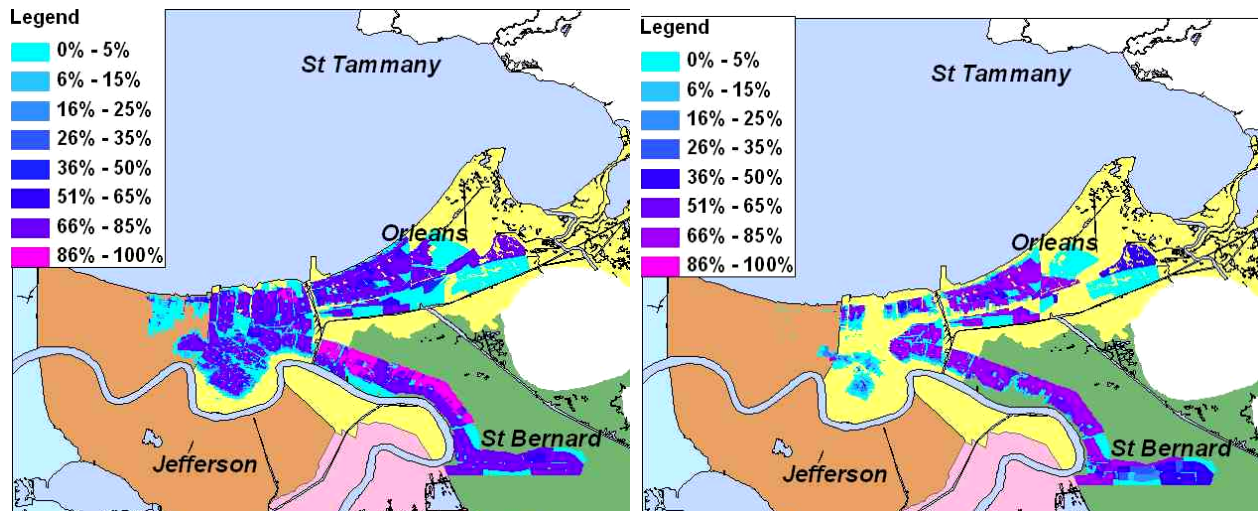 Legend
0% - 5%
6% - 15%
16% - 25%
26% - 35%
36% - 50%
51% - 65%
66% - 85%
86% - 100%
St Tammany
Orleans
St Bernard
Jefferson
Legend
0% - 5%
6% - 15%
16% - 25%
26% - 35%
36% - 50%
51% - 65%
66% - 85%
86% - 100%
St Tammany
Orleans
St Bernard
Jefferson